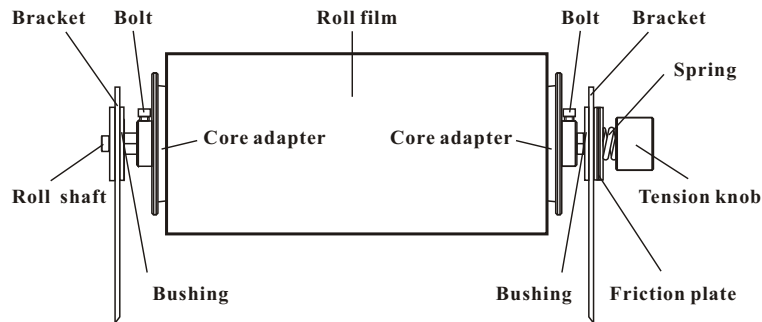 Bracket Bolt Roll film Bolt Bracket
Spring
Core adapter Core adapter
Roll shaft Tension knob
Bushing Bushing Friction plate